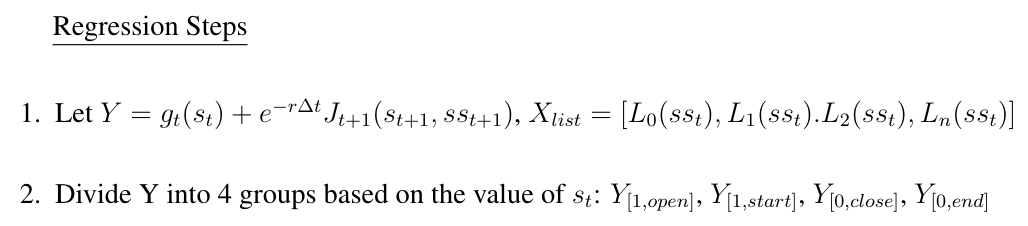 Regression Steps
1. Let $Y = g_t(s_t) + e^{-r\Delta t} J_{t+1}(s_{t+1}, ss_{t+1})$, $X_{list} = [L_0(ss_t), L_1(ss_t).L_2(ss_t), L_n(ss_t)]$
2. Divide Y into 4 groups based on the value of $s_t$: $Y_{[1,open]}$, $Y_{[1,start]}$, $Y_{[0,close]}$, $Y_{[0,end]}$